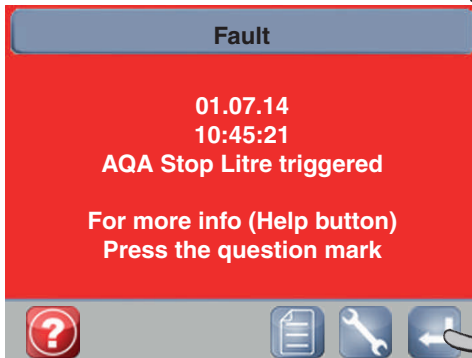 Fault
01.07.14
10:45:21
AQA Stop Litre triggered
For more info (Help button)
Press the question mark
?